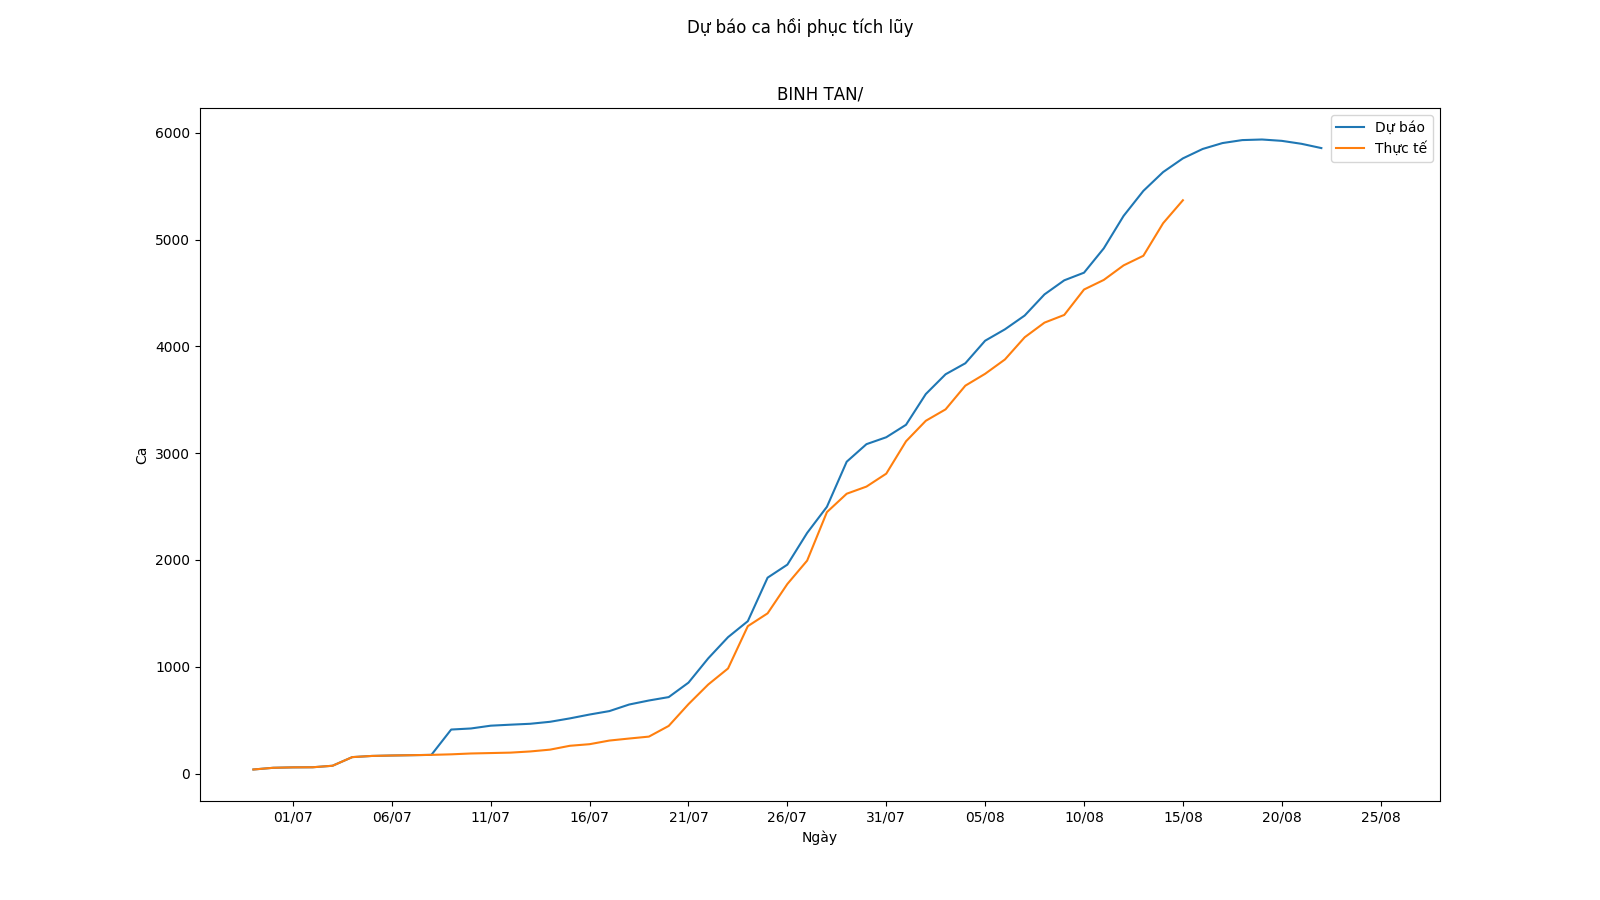 Dự báo ca hồi phục tích lũy
BINH TAN/
Dự báo
Thực tế
6000
5000
4000
3000
2000
1000
0
Ca
01/07 06/07 11/07 16/07 21/07 26/07 31/07 05/08 10/08 15/08 20/08 25/08
Ngày